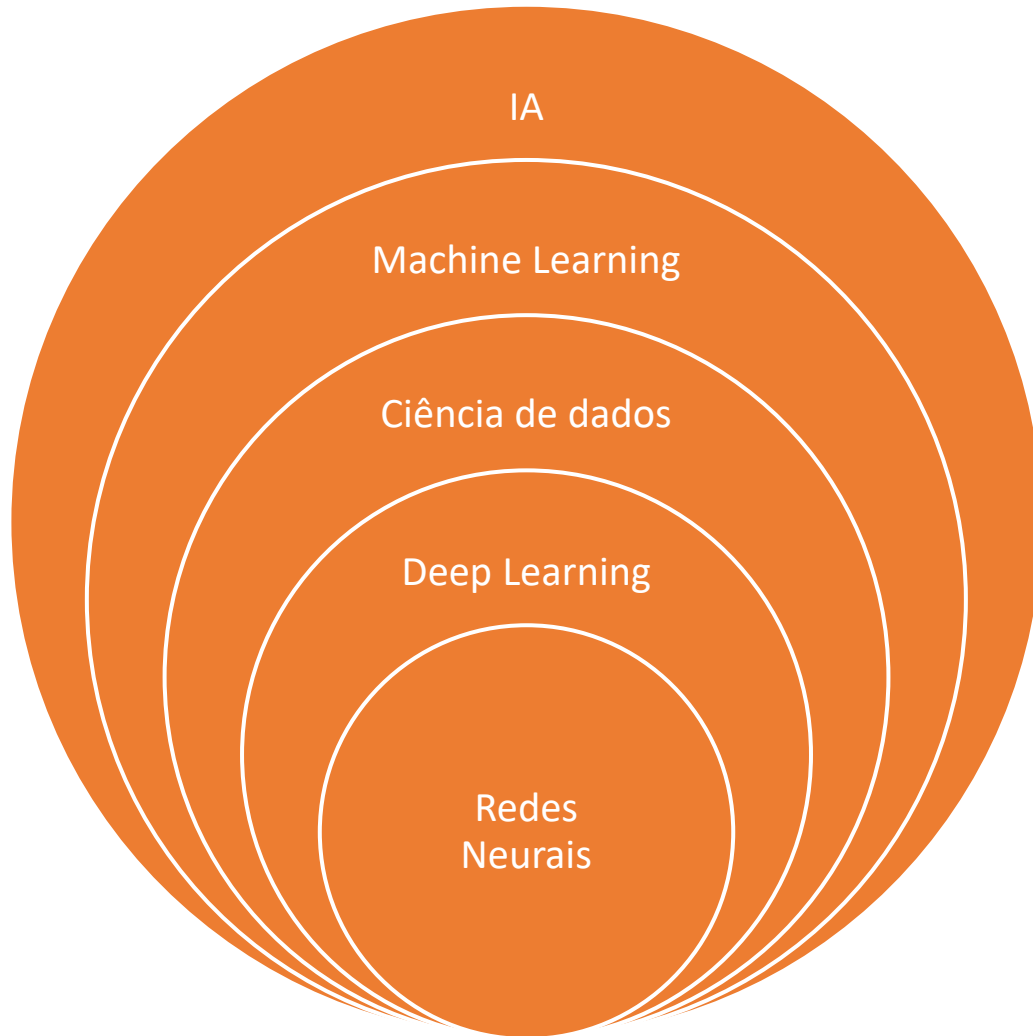 IA
Machine Learning
Ciência de dados
Deep Learning
Redes
Neurais